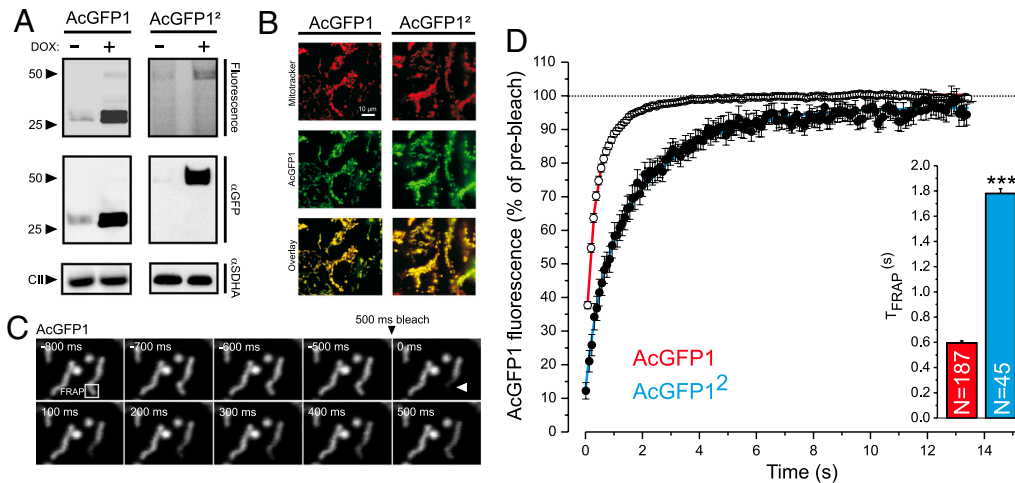 A
AcGFP1 AcGFP1²
DOX: - + - +
50
25
Fluorescence
50
25
αGFP
CII
αSDHA
B
AcGFP1 AcGFP1²
Mitotracker
10 µm
AcGFP1
Overlay
C
AcGFP1
500 ms bleach
-800 ms -700 ms -600 ms -500 ms 0 ms
FRAP
100 ms 200 ms 300 ms 400 ms 500 ms
D
AcGFP1 fluorescence (% of pre-bleach)
110
100
90
80
70
60
50
40
30
20
10
0
0 2 4 6 8 10 12 14
Time (s)
AcGFP1
AcGFP1²
TFRAP (s)
2.0
1.8
1.6
1.4
1.2
1.0
0.8
0.6
0.4
0.2
0.0
***
N=187
N=45